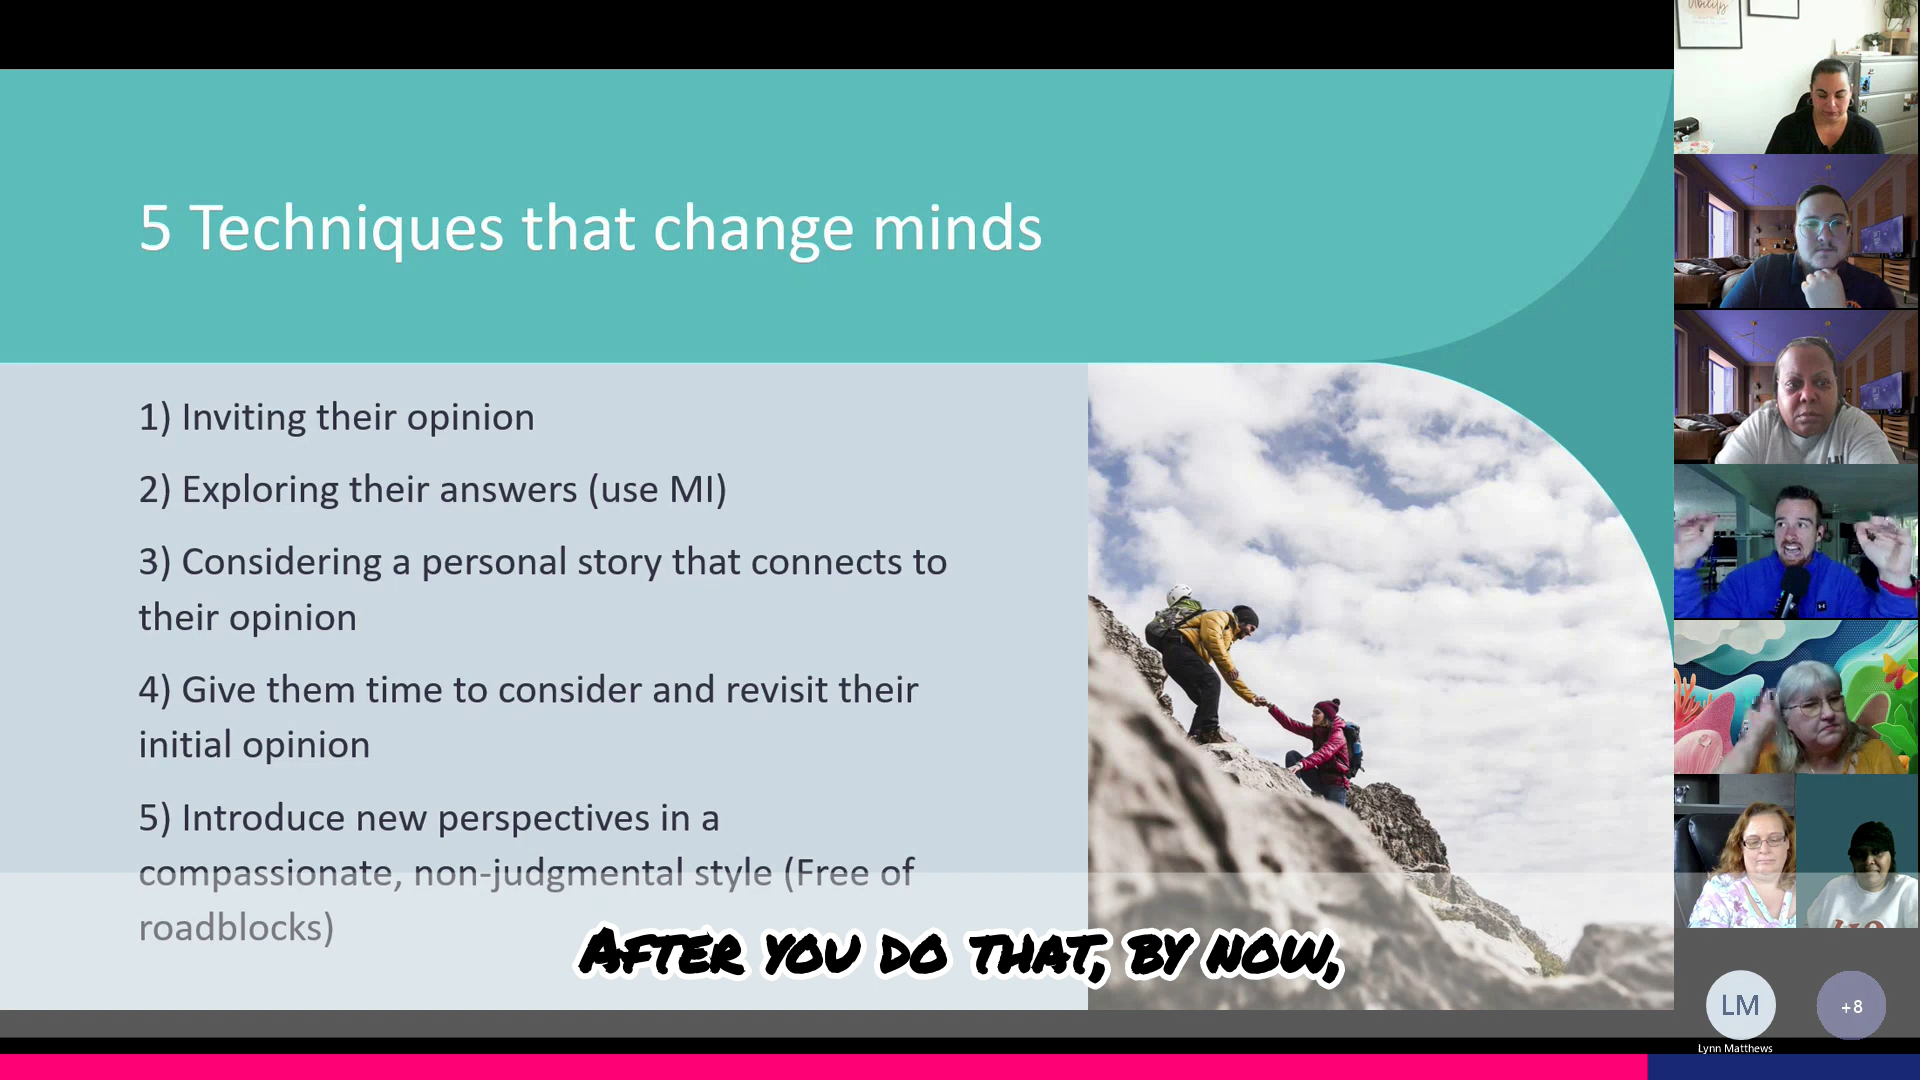 Ability
5 Techniques that change minds
1) Inviting their opinion
2) Exploring their answers (use MI)
3) Considering a personal story that connects to
their opinion
4) Give them time to consider and revisit their
initial opinion
5) Introduce new perspectives in a
compassionate, non-judgmental style (Free of
roadblocks)
AFTER YOU DO THAT, BY NOW,
LM
+8
Lynn Matthews